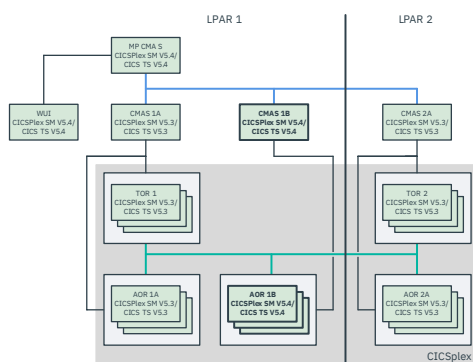 LPAR 1
LPAR 2
MP CMA S
CICSPlex SM V5.4/
CICS TS V5.4
WUI
CICSPlex SM V5.4/
CICS TS V5.4
CMAS 1A
CICSPlex SM V5.3/
CICS TS V5.3
CMAS 1B
CICSPlex SM V5.4/
CICS TS V5.4
CMAS 2A
CICSPlex SM V5.3/
CICS TS V5.3
TOR 1
CICSPlex SM V5.3/
CICS TS V5.3
TOR 2
CICSPlex SM V5.3/
CICS TS V5.3
AOR 1A
CICSPlex SM V5.3/
CICS TS V5.3
AOR 1B
CICSPlex SM V5.4/
CICS TS V5.4
AOR 2A
CICSPlex SM V5.3/
CICS TS V5.3
CICSplex